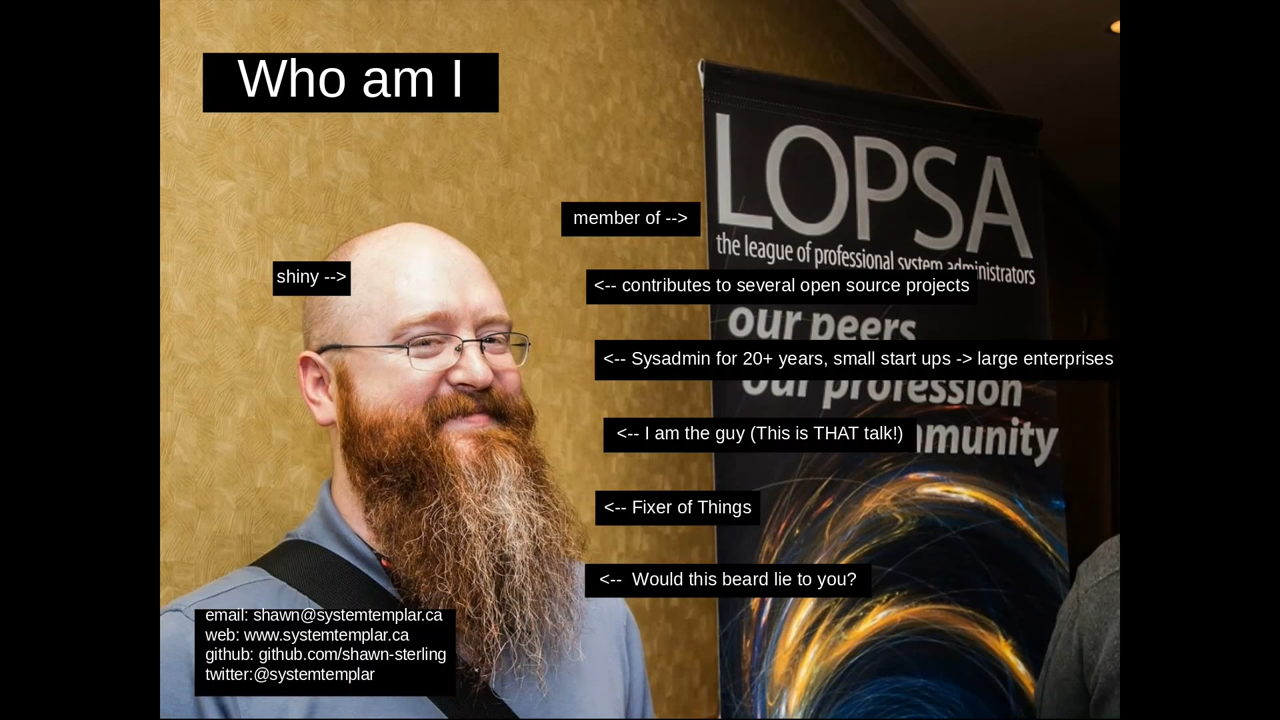 Who am I
LOPSA
the league of professional system administrators
member of -->
shiny -->
<-- contributes to several open source projects
our peers
<-- Sysadmin for 20+ years, small start ups -> large enterprises
our profession
<-- I am the guy (This is THAT talk!)
mmunity
<-- Fixer of Things
<-- Would this beard lie to you?
email: shawn@systemtemplar.ca
web: www.systemtemplar.ca
github: github.com/shawn-sterling
twitter:@systemtemplar